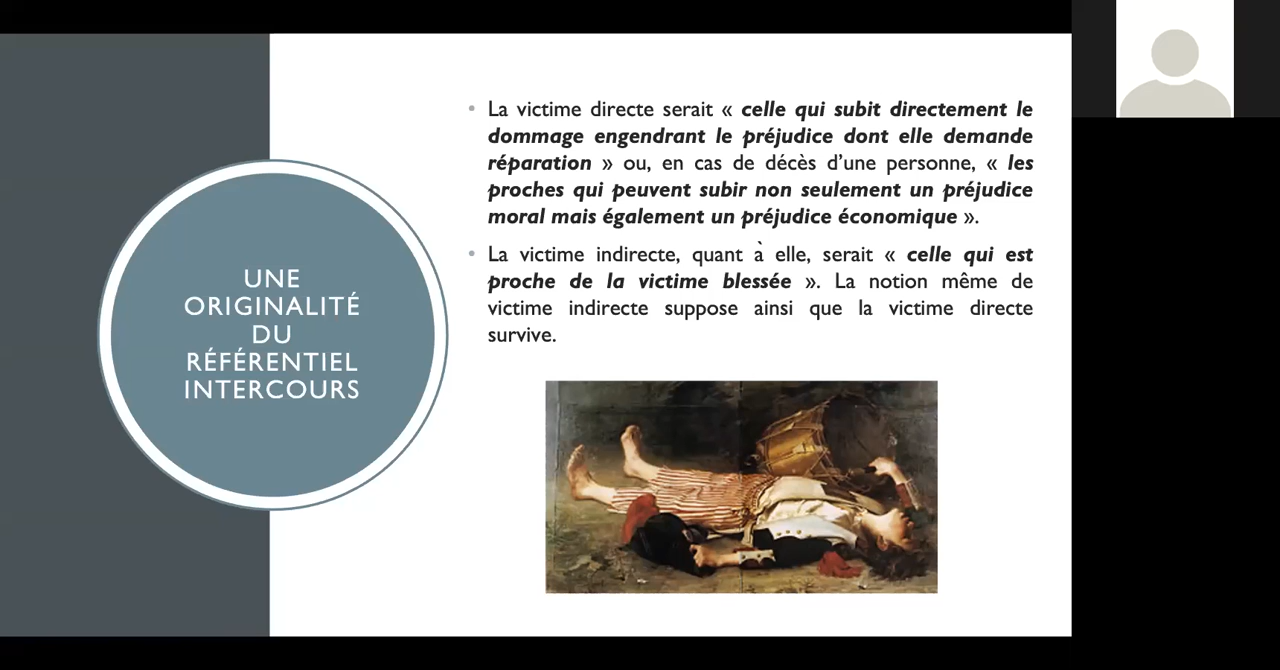 UNE
ORIGINALITÉ
DU
RÉFÉRENTIEL
INTERCOURS
La victime directe serait « celle qui subit directement le
dommage engendrant le préjudice dont elle demande
réparation » ou, en cas de décès d’une personne, « les
proches qui peuvent subir non seulement un préjudice
moral mais également un préjudice économique ».
La victime indirecte, quant à elle, serait « celle qui est
proche de la victime blessée ». La notion même de
victime indirecte suppose ainsi que la victime directe
survive.